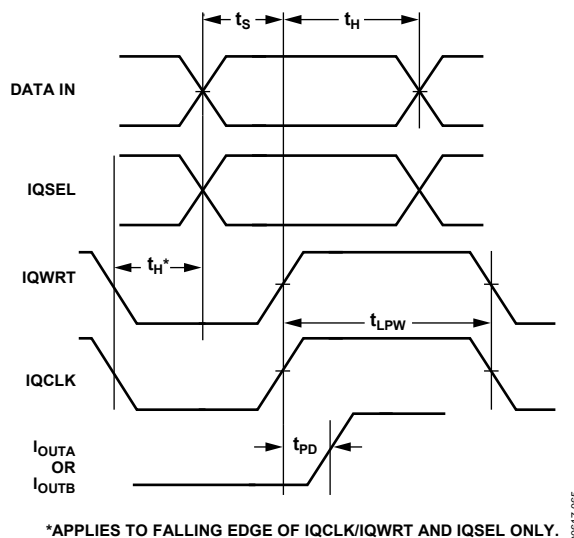 tS
tH
DATA IN
IQSEL
tH*
IQWRT
tLPW
IQCLK
tPD
IOUTA
OR
IOUTB
*APPLIES TO FALLING EDGE OF IQCLK/IQWRT AND IQSEL ONLY.